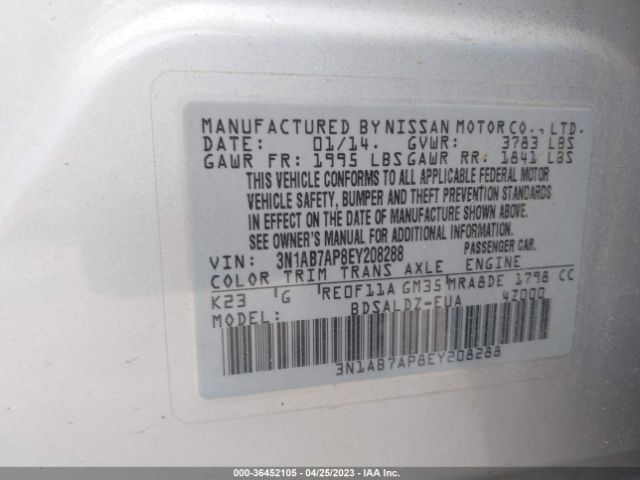 MANUFACTURED BY NISSAN MOTOR CO., LTD.
DATE: 01/14. GVWR: 3783 LBS
GAWR FR: 1995 LBS GAWR RR: 1841 LBS
THIS VEHICLE CONFORMS TO ALL APPLICABLE FEDERAL MOTOR
VEHICLE SAFETY, BUMPER AND THEFT PREVENTION STANDARDS
IN EFFECT ON THE DATE OF MANUFACTURE SHOWN ABOVE.
SEE OWNER'S MANUAL FOR ADDITIONAL INFORMATION.
VIN: 3N1AB7AP8EY208288 PASSENGER CAR.
COLOR TRIM TRANS AXLE ENGINE
K23 G RE0F11A GM35 MRA8DE 1798 CC
MODEL: BDSALDZ-EUA 4Z000
3N1AB7AP8EY208288
000-36452105 - 04/25/2023 - IAA Inc.